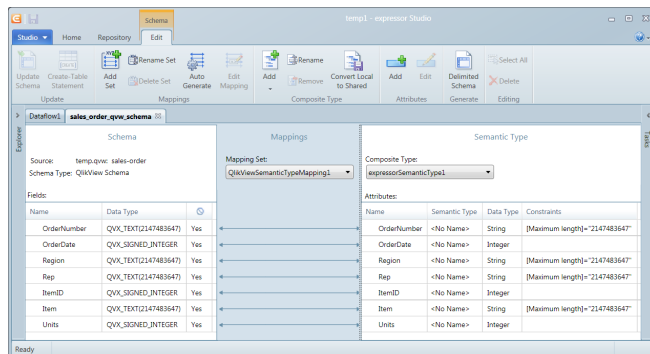 Schema
temp1 - expressor Studio
Studio Home Repository Edit
Update Schema Create-Table Statement
Add Set Rename Set Delete Set Auto Generate Edit Mapping
Add Rename Remove Convert Local to Shared
Add Edit Delimited Schema Select All Delete
Update Mappings Composite Type Attributes Generate Editing
Dataflow1 sales_order_qvw_schema
Explorer
Tasks
Schema Mappings Semantic Type
Source: temp.qvw: sales-order
Schema Type: QlikView Schema
Mapping Set:
QlikViewSemanticTypeMapping1
Composite Type:
expressorSemanticType1
Fields:
Attributes:
Name Data Type
OrderNumber QVX_TEXT(2147483647) Yes
OrderDate QVX_SIGNED_INTEGER Yes
Region QVX_TEXT(2147483647) Yes
Rep QVX_TEXT(2147483647) Yes
ItemID QVX_SIGNED_INTEGER Yes
Item QVX_TEXT(2147483647) Yes
Units QVX_SIGNED_INTEGER Yes
Name Semantic Type Data Type Constraints
OrderNumber <No Name> String [Maximum length]="2147483647"
OrderDate <No Name> Integer
Region <No Name> String [Maximum length]="2147483647"
Rep <No Name> String [Maximum length]="2147483647"
ItemID <No Name> Integer
Item <No Name> String [Maximum length]="2147483647"
Units <No Name> Integer
Ready